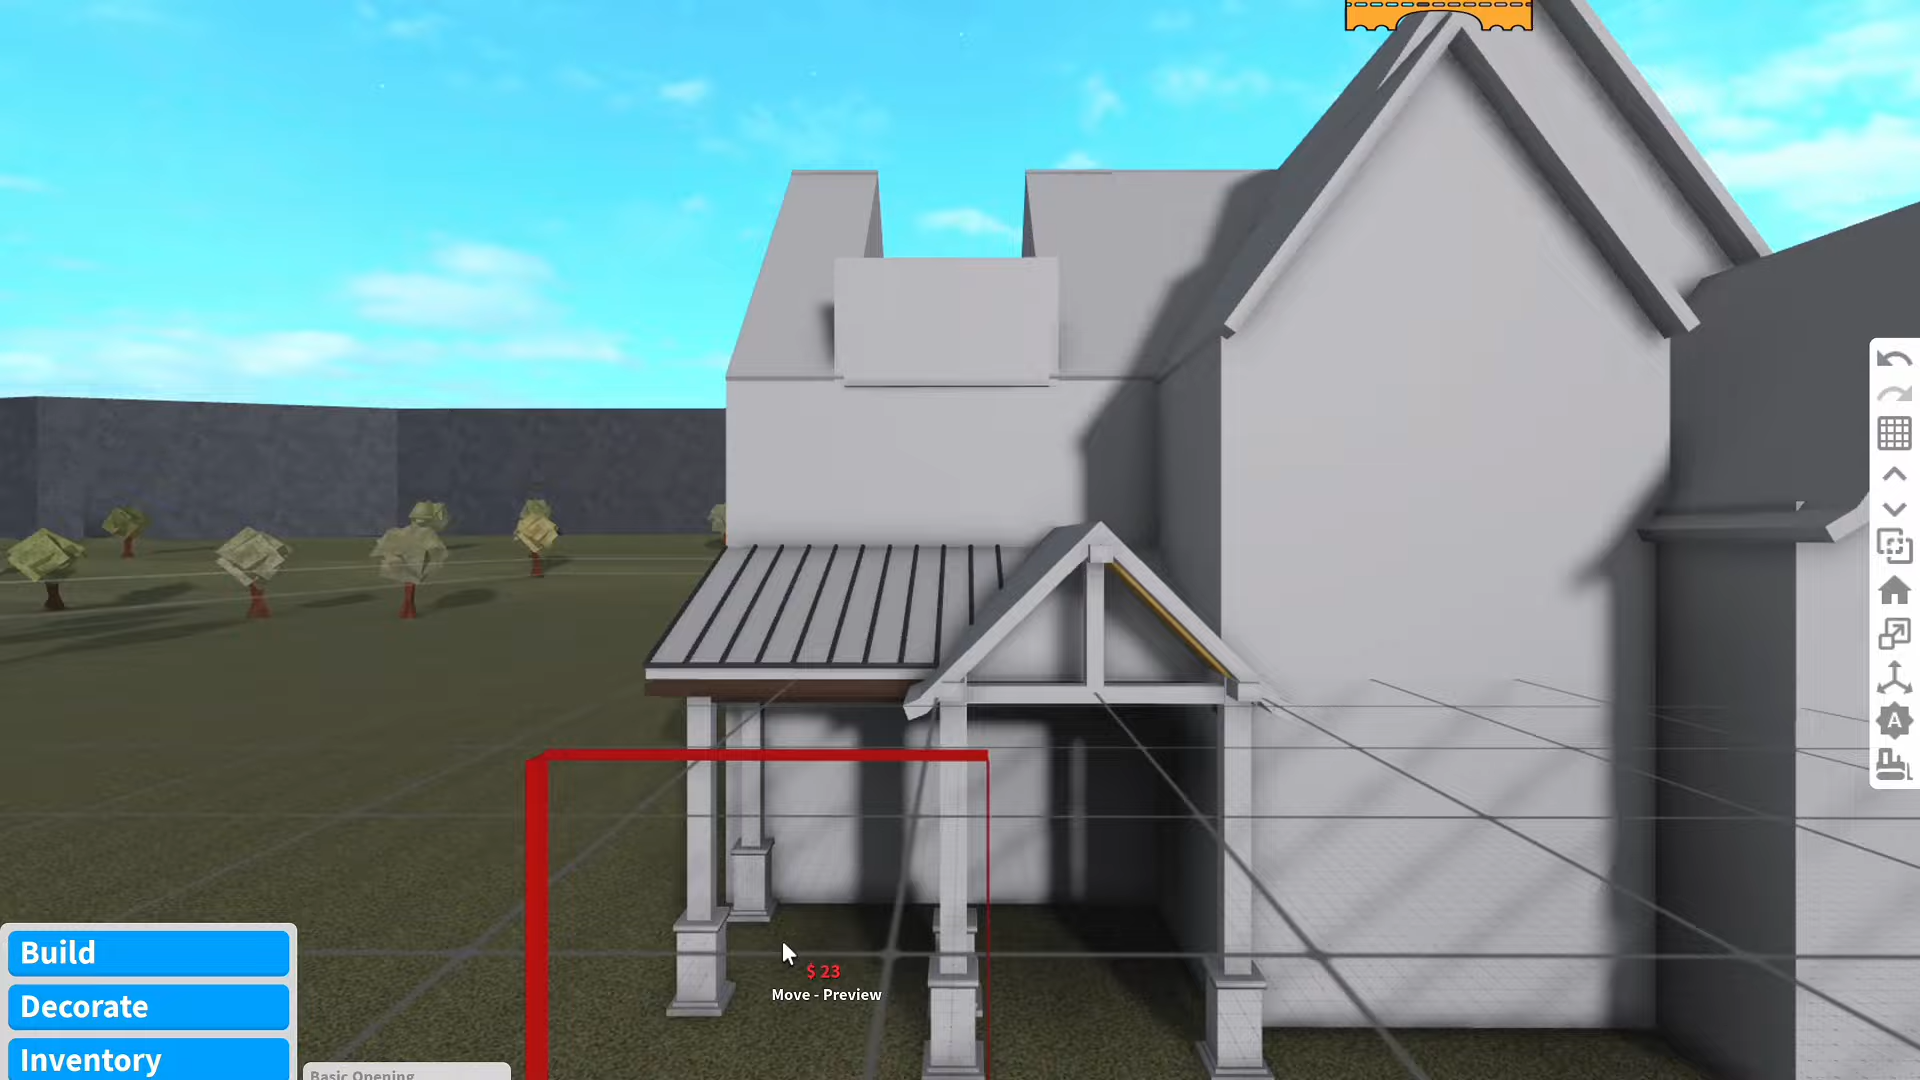 A
$ 23
Move - Preview
Build
Decorate
Inventory
Basic Opening